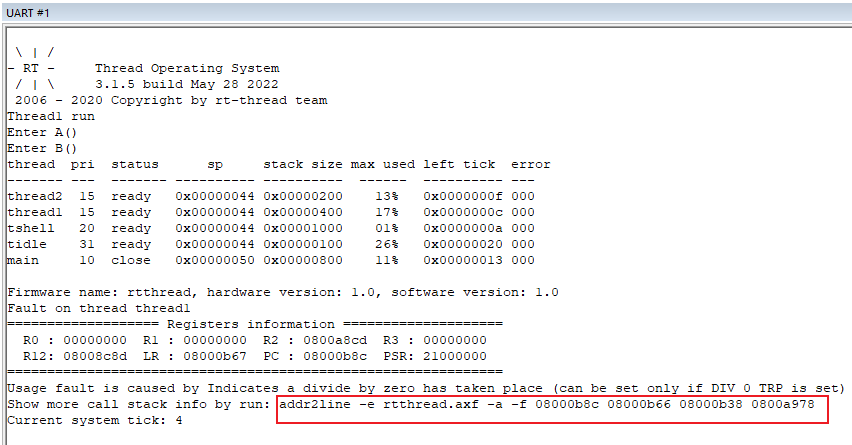 UART #1
 \ | /
- RT -     Thread Operating System
 / | \     3.1.5 build May 28 2022
 2006 - 2020 Copyright by rt-thread team
Thread1 run
Enter A()
Enter B()
thread  pri  status      sp     stack size max used left tick  error
------- ---  ------- ---------- ----------  ------  ---------- ---
thread2  15  ready   0x00000044 0x00000200    13%   0x0000000f 000
thread1  15  ready   0x00000044 0x00000400    17%   0x0000000c 000
tshell   20  ready   0x00000044 0x00001000    01%   0x0000000a 000
tidle    31  ready   0x00000044 0x00000100    26%   0x00000020 000
main     10  close   0x00000050 0x00000800    11%   0x00000013 000
Firmware name: rtthread, hardware version: 1.0, software version: 1.0
Fault on thread thread1
=================== Registers information ====================
  R0 : 00000000  R1 : 00000000  R2 : 0800a8cd  R3 : 00000000
  R12: 08008c8d  LR : 08000b67  PC : 08000b8c  PSR: 21000000
==============================================================
Usage fault is caused by Indicates a divide by zero has taken place (can be set only if DIV_0_TRP is set)
Show more call stack info by run: addr2line -e rtthread.axf -a -f 08000b8c 08000b66 08000b38 0800a978
Current system tick: 4